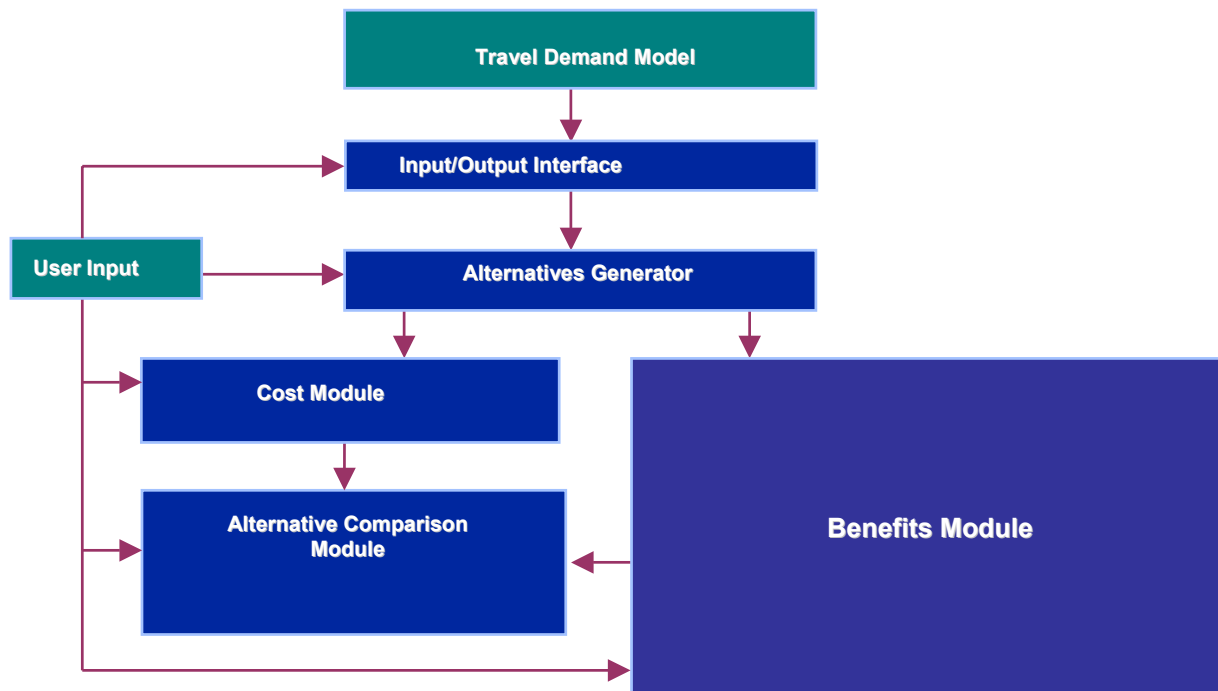 Travel Demand Model
Input/Output Interface
User Input
Alternatives Generator
Cost Module
Alternative Comparison
Module
Benefits Module